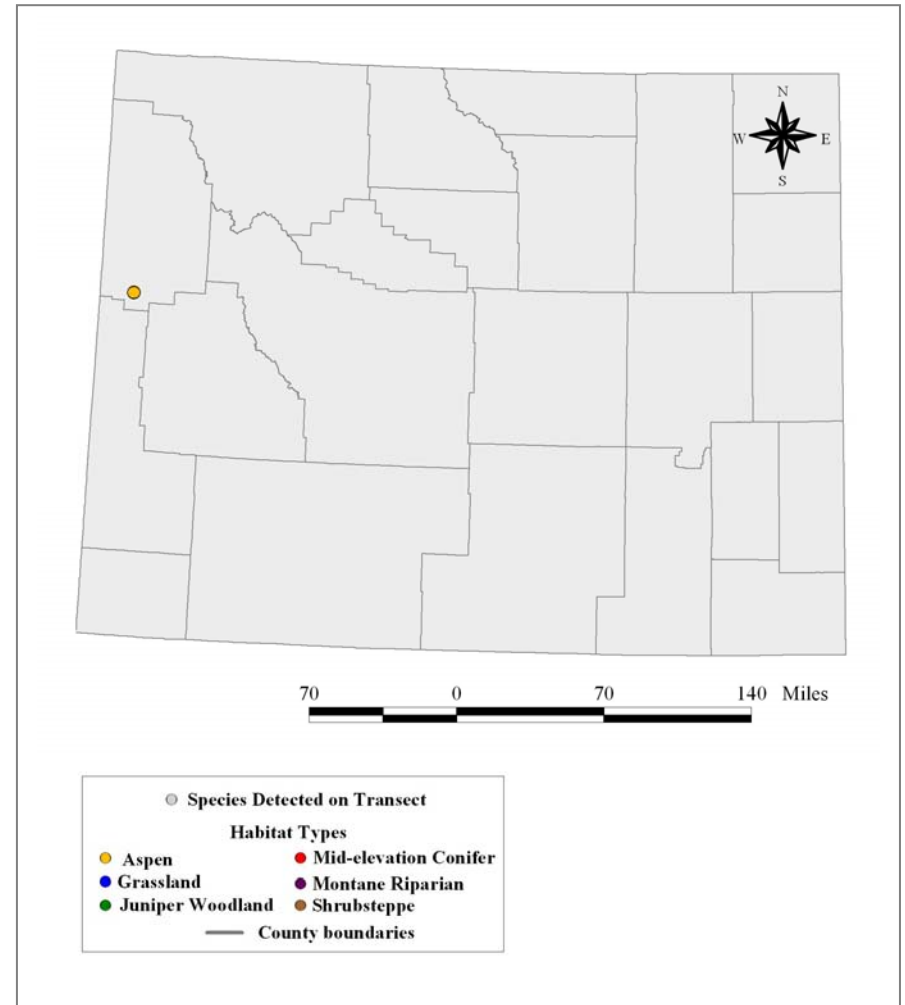 N
W E
S
70 0 70 140 Miles
Species Detected on Transect
Habitat Types
Aspen Mid-elevation Conifer
Grassland Montane Riparian
Juniper Woodland Shrubsteppe
County boundaries